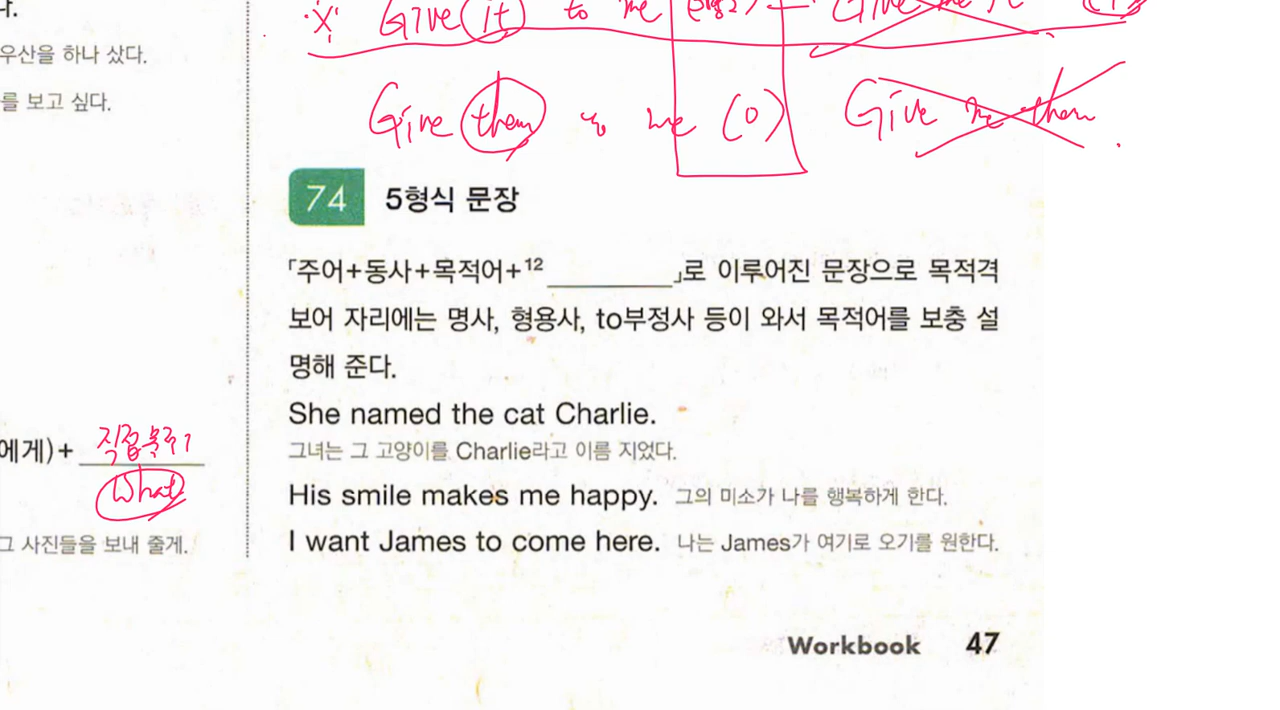 다.
※ Give it to me
Give me
우산을 하나 샀다.
를 보고 싶다.
Give them to me (O) Give me them
74 5형식 문장
「주어+동사+목적어+12 ________」로 이루어진 문장으로 목적격
보어 자리에는 명사, 형용사, to부정사 등이 와서 목적어를 보충 설
명해 준다.
She named the cat Charlie.
그녀는 그 고양이를 Charlie라고 이름 지었다.
에게)+ 직접목적어
What
His smile makes me happy. 그의 미소가 나를 행복하게 한다.
I want James to come here. 나는 James가 여기로 오기를 원한다.
그 사진들을 보내 줄게.
Workbook 47